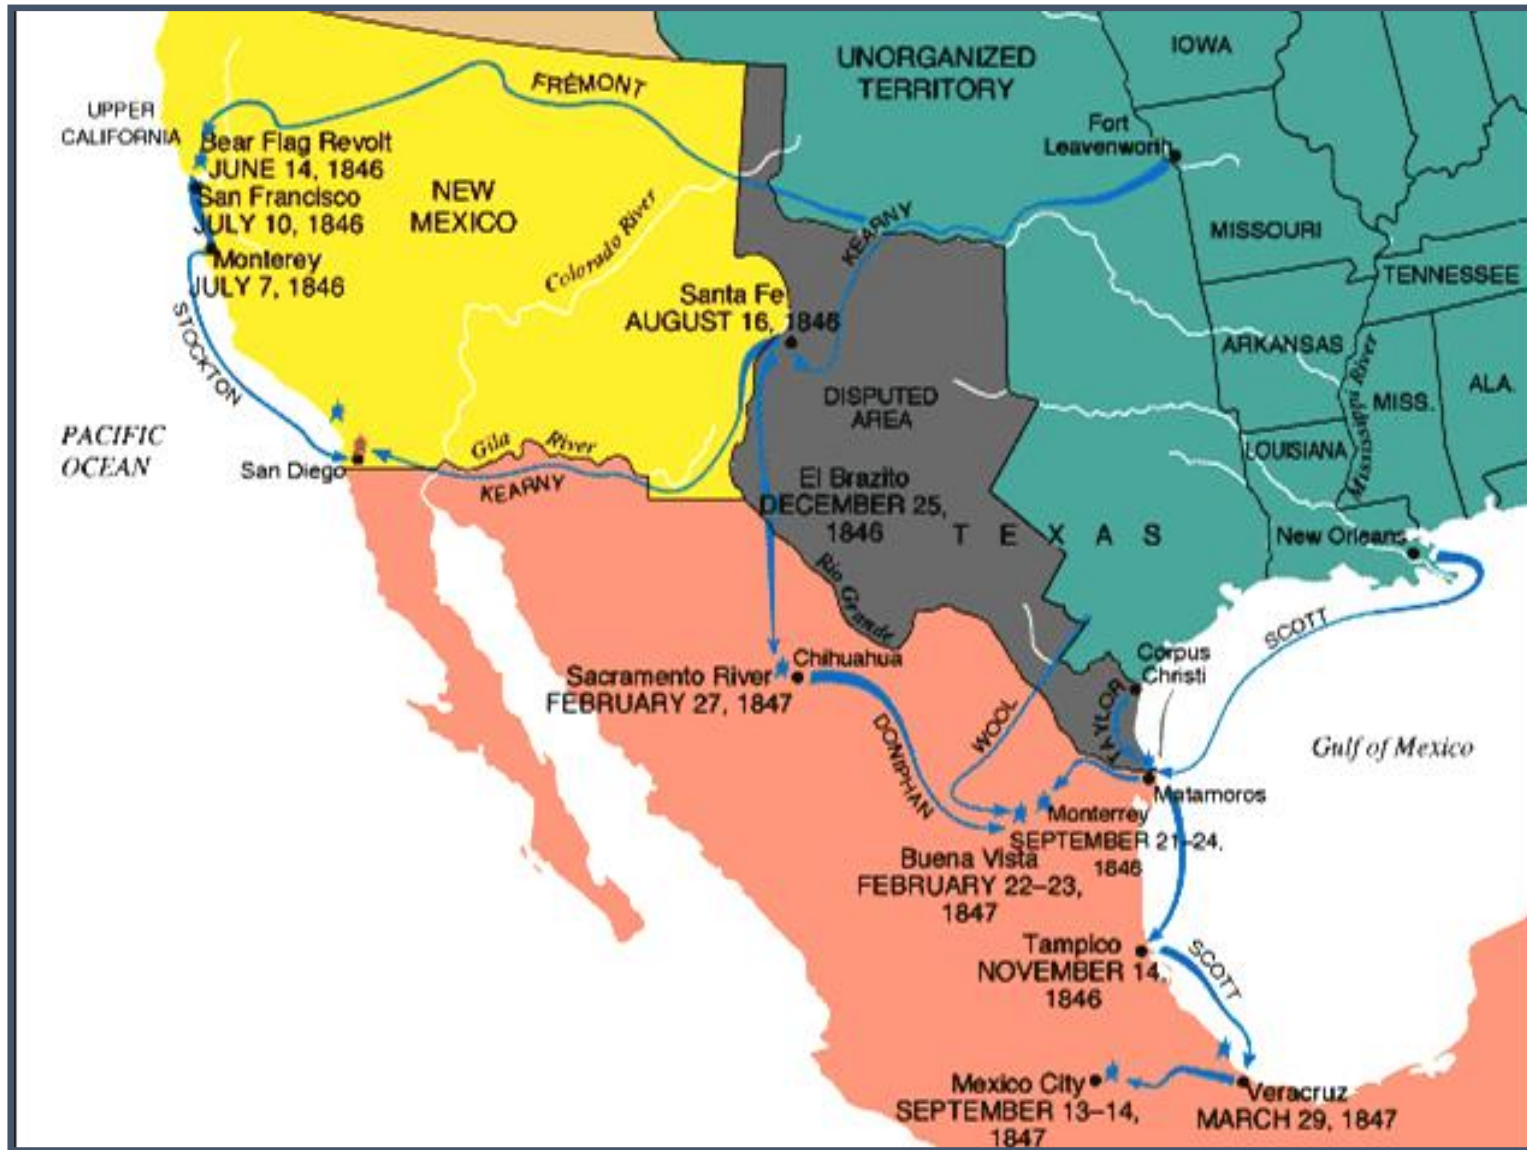 UNORGANIZED
TERRITORY
IOWA
FRÉMONT
UPPER
CALIFORNIA
Fort
Leavenworth
Bear Flag Revolt
JUNE 14, 1846
San Francisco
JULY 10, 1846
NEW
MEXICO
Colorado River
KEARNY
MISSOURI
Monterey
JULY 7, 1846
TENNESSEE
Santa Fe
AUGUST 16, 1846
STOCKTON
ARKANSAS
Mississippi River
DISPUTED
AREA
MISS.
ALA.
PACIFIC
OCEAN
San Diego
Gila River
KEARNY
LOUISIANA
El Brazito
DECEMBER 25,
1846
TEXAS
New Orleans
Rio Grande
SCOTT
Sacramento River
FEBRUARY 27, 1847
Chihuahua
Corpus
Christi
TAYLOR
WOOL
DONIPHAN
Gulf of Mexico
Matamoros
Monterrey
SEPTEMBER 21–24,
1846
Buena Vista
FEBRUARY 22–23,
1847
Tampico
NOVEMBER 14,
1846
SCOTT
Mexico City
SEPTEMBER 13–14,
1847
Veracruz
MARCH 29, 1847